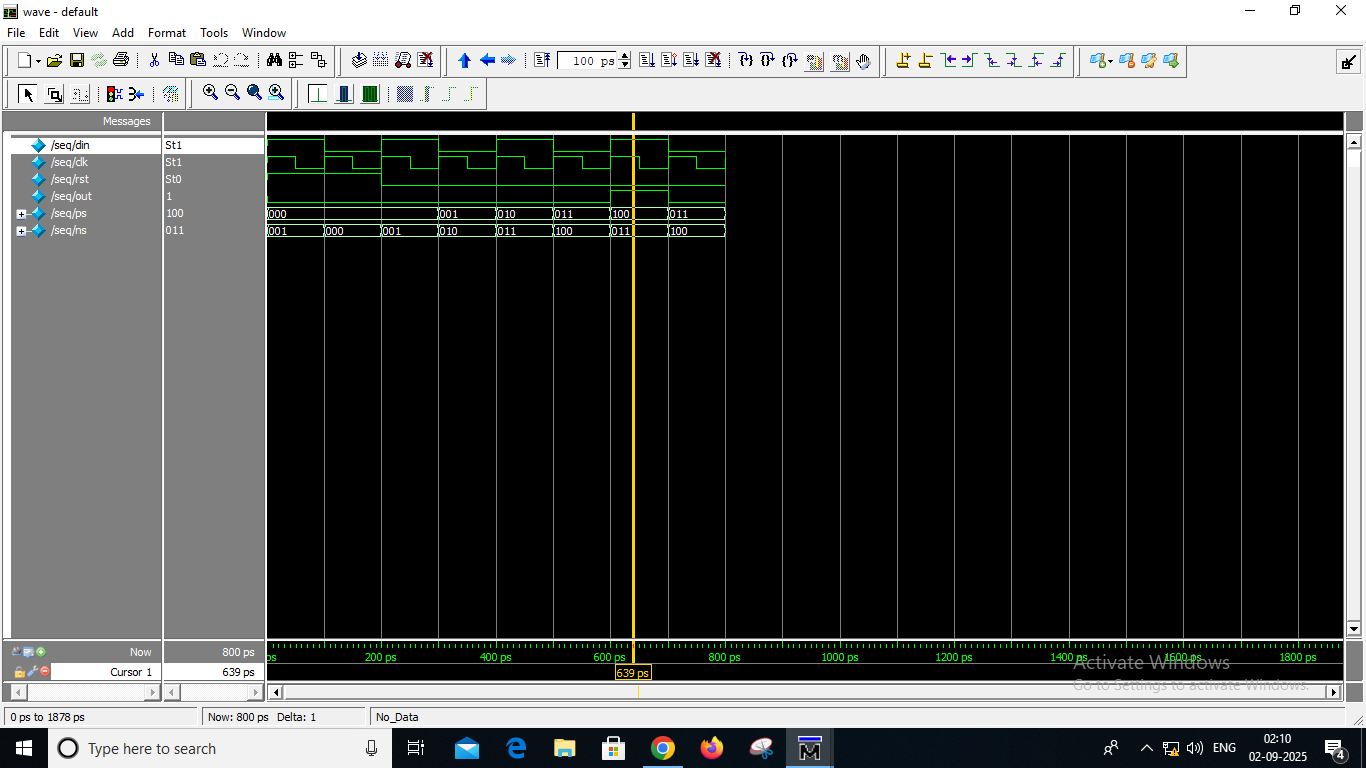 wave - default
File Edit View Add Format Tools Window
100 ps
Messages
/seq/din St1
/seq/clk St1
/seq/rst St0
/seq/out 1
/seq/ps 100 000 001 010 011 100 011
/seq/ns 011 001 000 001 010 011 100 011 100
Now 800 ps ps 200 ps 400 ps 600 ps 800 ps 1000 ps 1200 ps 1400 ps 1600 ps 1800 ps
Cursor 1 639 ps 639 ps
Activate Windows
Go to Settings to activate Windows.
0 ps to 1878 ps Now: 800 ps Delta: 1 No_Data
Type here to search ENG 02:10
02-09-2025 4